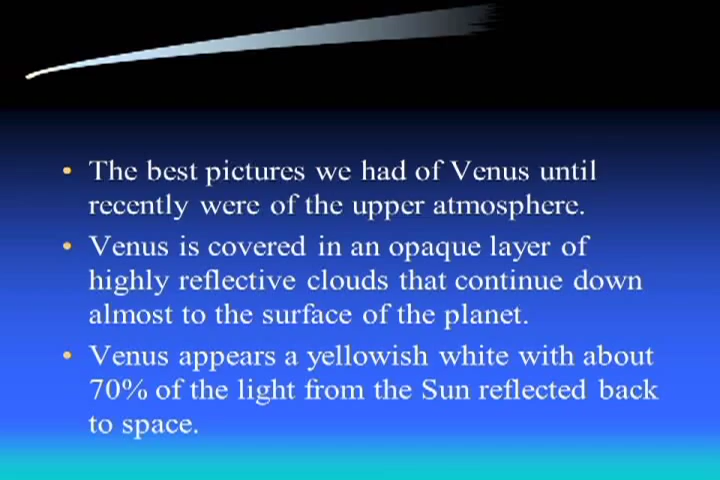 • The best pictures we had of Venus until
recently were of the upper atmosphere.
• Venus is covered in an opaque layer of
highly reflective clouds that continue down
almost to the surface of the planet.
• Venus appears a yellowish white with about
70% of the light from the Sun reflected back
to space.